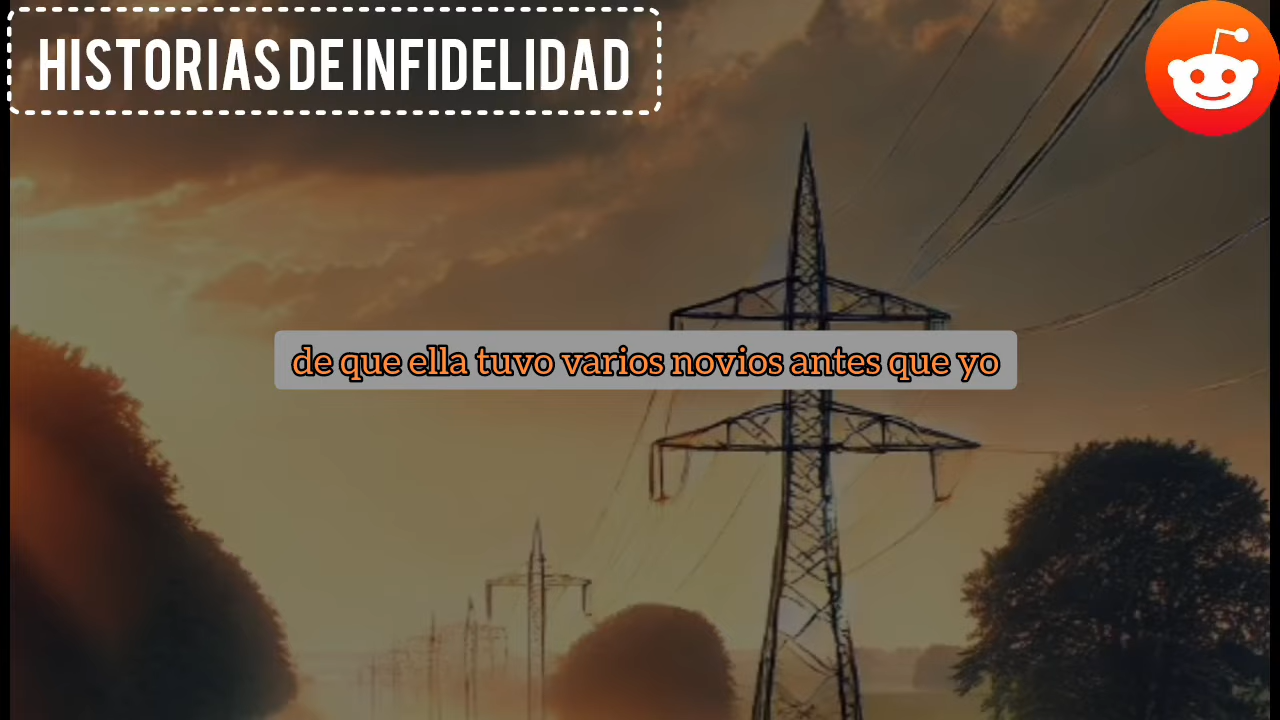 HISTORIAS DE INFIDELIDAD
de que ella tuvo varios novios antes que yo